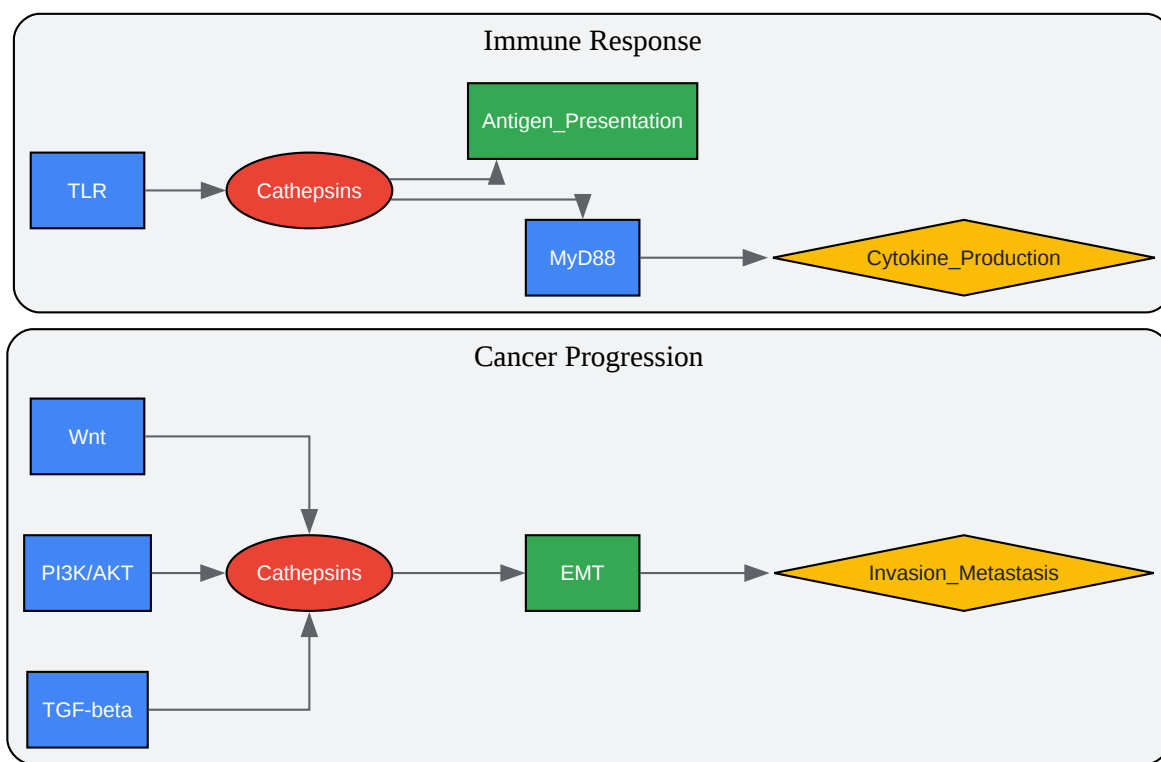 Immune Response
Antigen_Presentation
TLR
Cathepsins
MyD88
Cytokine_Production
Cancer Progression
Wnt
PI3K/AKT
Cathepsins
EMT
Invasion_Metastasis
TGF-beta